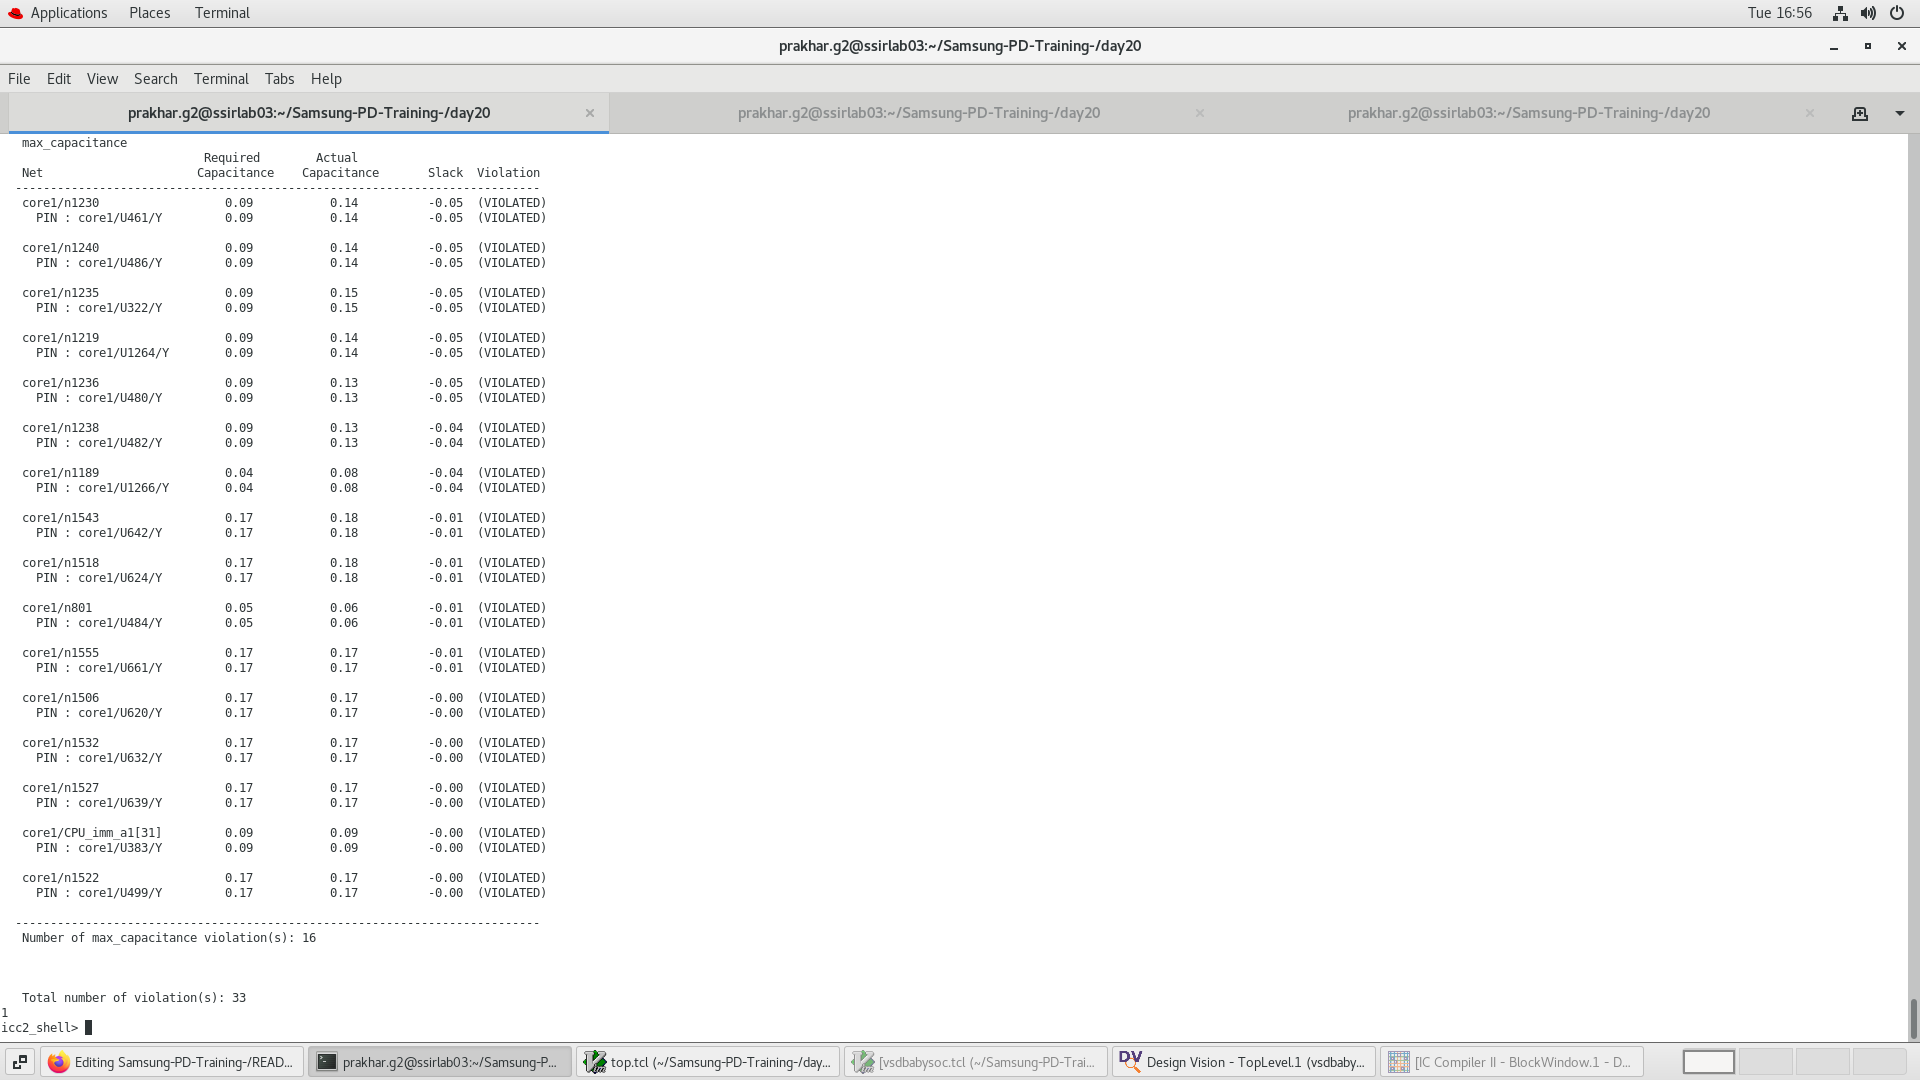 Applications Places Terminal Tue 16:56
prakhar.g2@ssirlab03:~/Samsung-PD-Training-/day20
File Edit View Search Terminal Tabs Help
prakhar.g2@ssirlab03:~/Samsung-PD-Training-/day20 × prakhar.g2@ssirlab03:~/Samsung-PD-Training-/day20 × prakhar.g2@ssirlab03:~/Samsung-PD-Training-/day20 ×
max_capacitance
Required Actual
Net Capacitance Capacitance Slack Violation
---------------------------------------------------------------------------
core1/n1230 0.09 0.14 -0.05 (VIOLATED)
PIN : core1/U461/Y 0.09 0.14 -0.05 (VIOLATED)
core1/n1240 0.09 0.14 -0.05 (VIOLATED)
PIN : core1/U486/Y 0.09 0.14 -0.05 (VIOLATED)
core1/n1235 0.09 0.15 -0.05 (VIOLATED)
PIN : core1/U322/Y 0.09 0.15 -0.05 (VIOLATED)
core1/n1219 0.09 0.14 -0.05 (VIOLATED)
PIN : core1/U1264/Y 0.09 0.14 -0.05 (VIOLATED)
core1/n1236 0.09 0.13 -0.05 (VIOLATED)
PIN : core1/U480/Y 0.09 0.13 -0.05 (VIOLATED)
core1/n1238 0.09 0.13 -0.04 (VIOLATED)
PIN : core1/U482/Y 0.09 0.13 -0.04 (VIOLATED)
core1/n1189 0.04 0.08 -0.04 (VIOLATED)
PIN : core1/U1266/Y 0.04 0.08 -0.04 (VIOLATED)
core1/n1543 0.17 0.18 -0.01 (VIOLATED)
PIN : core1/U642/Y 0.17 0.18 -0.01 (VIOLATED)
core1/n1518 0.17 0.18 -0.01 (VIOLATED)
PIN : core1/U624/Y 0.17 0.18 -0.01 (VIOLATED)
core1/n801 0.05 0.06 -0.01 (VIOLATED)
PIN : core1/U484/Y 0.05 0.06 -0.01 (VIOLATED)
core1/n1555 0.17 0.17 -0.01 (VIOLATED)
PIN : core1/U661/Y 0.17 0.17 -0.01 (VIOLATED)
core1/n1506 0.17 0.17 -0.00 (VIOLATED)
PIN : core1/U620/Y 0.17 0.17 -0.00 (VIOLATED)
core1/n1532 0.17 0.17 -0.00 (VIOLATED)
PIN : core1/U632/Y 0.17 0.17 -0.00 (VIOLATED)
core1/n1527 0.17 0.17 -0.00 (VIOLATED)
PIN : core1/U639/Y 0.17 0.17 -0.00 (VIOLATED)
core1/CPU_imm_a1[31] 0.09 0.09 -0.00 (VIOLATED)
PIN : core1/U383/Y 0.09 0.09 -0.00 (VIOLATED)
core1/n1522 0.17 0.17 -0.00 (VIOLATED)
PIN : core1/U499/Y 0.17 0.17 -0.00 (VIOLATED)
---------------------------------------------------------------------------
Number of max_capacitance violation(s): 16
Total number of violation(s): 33
1
icc2_shell>
Editing Samsung-PD-Training-/READ... prakhar.g2@ssirlab03:~/Samsung-P... top.tcl (~/Samsung-PD-Training-/day... [vsdbabysoc.tcl (~/Samsung-PD-Trai... DV Design Vision - TopLevel.1 (vsdbaby... [IC Compiler II - BlockWindow.1 - D...